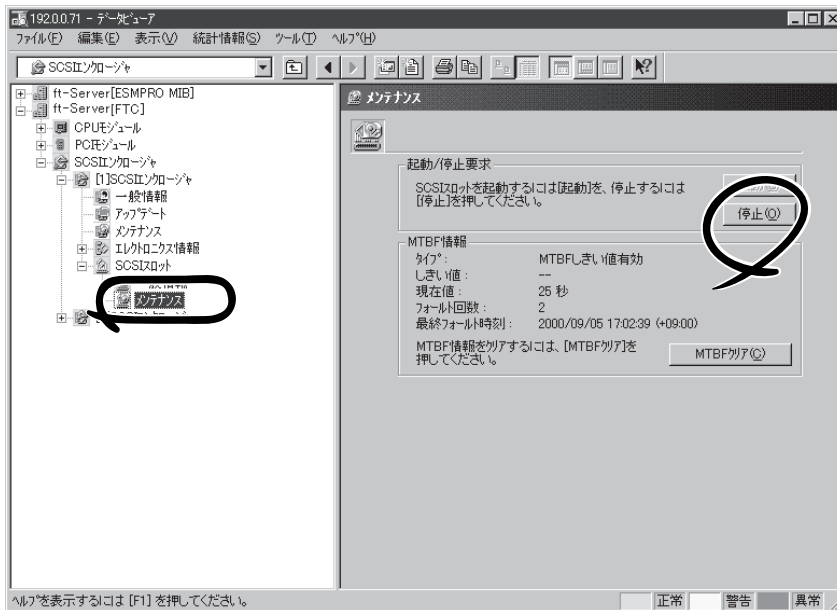 192.0.0.71 - ﾃﾞｰﾀﾋﾞｭｰｱ
ﾌｧｲﾙ(F) 編集(E) 表示(V) 統計情報(S) ﾂｰﾙ(T) ﾍﾙﾌﾟ(H)
SCSIｴﾝｸﾛｰｼﾞｬ
ft-Server[ESMPRO MIB]
ft-Server[FTC]
CPUﾓｼﾞｭｰﾙ
PCIﾓｼﾞｭｰﾙ
SCSIｴﾝｸﾛｰｼﾞｬ
[1]SCSIｴﾝｸﾛｰｼﾞｬ
一般情報
ｱｯﾌﾟﾃﾞｰﾄ
ﾒﾝﾃﾅﾝｽ
ｴﾚｸﾄﾛﾆｸｽ情報
SCSIｽﾛｯﾄ
ﾒﾝﾃﾅﾝｽ
ﾒﾝﾃﾅﾝｽ
起動/停止要求
SCSIｽﾛｯﾄを起動するには[起動]を、停止するには
[停止]を押してください。
停止(O)
MTBF情報
ﾀｲﾌﾟ: MTBFしきい値有効
しきい値: --
現在値: 25 秒
ﾌｫｰﾙﾄ回数: 2
最終ﾌｫｰﾙﾄ時刻: 2000/09/05 17:02:39 (+09:00)
MTBF情報をｸﾘｱするには、[MTBFｸﾘｱ]を
押してください。
MTBFｸﾘｱ(C)
ﾍﾙﾌﾟを表示するには [F1] を押してください。
正常 警告 異常